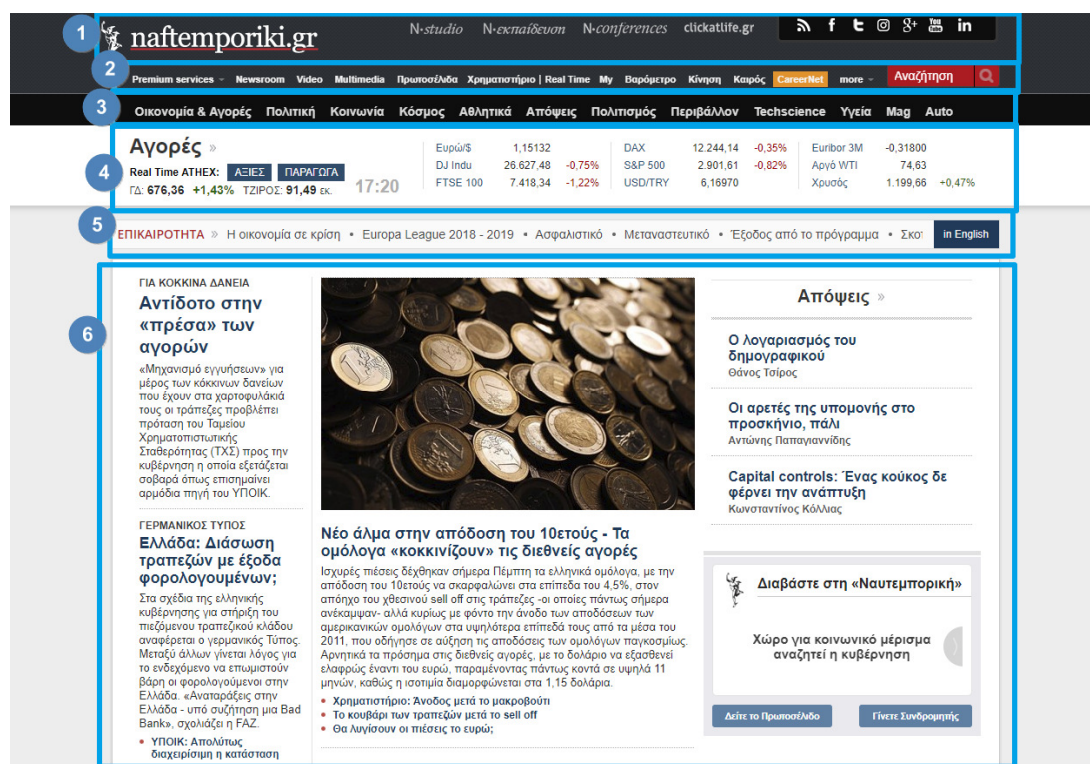 1
naftemporiki.gr
N·studio N·εκπαίδευση N·conferences clickatlife.gr
f t g+ You Tube in
2
Premium services Newsroom Video Multimedia Πρωτοσέλιδα Χρηματιστήριο | Real Time My Βαρόμετρο Κίνηση Καιρός CareerNet more Αναζήτηση
3
Οικονομία & Αγορές Πολιτική Κοινωνία Κόσμος Αθλητικά Απόψεις Πολιτισμός Περιβάλλον Techscience Υγεία Mag Auto
4
Αγορές »
Real Time ATHEX: ΑΞΙΕΣ ΠΑΡΑΓΩΓΑ
ΓΔ: 676,36 +1,43% ΤΖΙΡΟΣ: 91,49 εκ. 17:20
Ευρώ/$ 1,15132 DAX 12.244,14 -0,35% Euribor 3M -0,31800
DJ Indu 26.627,48 -0,75% S&P 500 2.901,61 -0,82% Αργό WTI 74,63
FTSE 100 7.418,34 -1,22% USD/TRY 6,16970 Χρυσός 1.199,66 +0,47%
5
ΕΠΙΚΑΙΡΟΤΗΤΑ » Η οικονομία σε κρίση • Europa League 2018 - 2019 • Ασφαλιστικό • Μεταναστευτικό • Έξοδος από το πρόγραμμα • Σκοτ in English
6
ΓΙΑ ΚΟΚΚΙΝΑ ΔΑΝΕΙΑ
Αντίδοτο στην
«πρέσα» των
αγορών
«Μηχανισμό εγγυήσεων» για
μέρος των κόκκινων δανείων
που έχουν στα χαρτοφυλάκιά
τους οι τράπεζες προβλέπει
πρόταση του Ταμείου
Χρηματοπιστωτικής
Σταθερότητας (ΤΧΣ) προς την
κυβέρνηση η οποία εξετάζεται
σοβαρά όπως επισημαίνει
αρμόδια πηγή του ΥΠΟΙΚ.
ΓΕΡΜΑΝΙΚΟΣ ΤΥΠΟΣ
Ελλάδα: Διάσωση
τραπεζών με έξοδα
φορολογουμένων;
Στα σχέδια της ελληνικής
κυβέρνησης για στήριξη του
πιεζόμενου τραπεζικού κλάδου
αναφέρεται ο γερμανικός Τύπος.
Μεταξύ άλλων γίνεται λόγος για
το ενδεχόμενο να επωμιστούν
βάρη οι φορολογούμενοι στην
Ελλάδα. «Αναταράξεις στην
Ελλάδα - υπό συζήτηση μια Bad
Bank», σχολιάζει η FAZ.
• ΥΠΟΙΚ: Απολύτως
διαχειρίσιμη η κατάσταση
Νέο άλμα στην απόδοση του 10ετούς - Τα
ομόλογα «κοκκινίζουν» τις διεθνείς αγορές
Ισχυρές πιέσεις δέχθηκαν σήμερα Πέμπτη τα ελληνικά ομόλογα, με την
απόδοση του 10ετούς να σκαρφαλώνει στα επίπεδα του 4,5%, στον
απόηχο του χθεσινού sell off στις τράπεζες -οι οποίες πάντως σήμερα
ανέκαμψαν- αλλά κυρίως με φόντο την άνοδο των αποδόσεων των
αμερικανικών ομολόγων στα υψηλότερα επίπεδά τους από τα μέσα του
2011, που οδήγησε σε αύξηση τις αποδόσεις των ομολόγων παγκοσμίως.
Αρνητικά τα πρόσημα στις διεθνείς αγορές, με το δολάριο να εξασθενεί
ελαφρώς έναντι του ευρώ, παραμένοντας πάντως κοντά σε υψηλά 11
μηνών, καθώς η ισοτιμία διαμορφώνεται στα 1,15 δολάρια.
• Χρηματιστήριο: Άνοδος μετά το μακροβούτι
• Το κουβάρι των τραπεζών μετά το sell off
• Θα λυγίσουν οι πιέσεις το ευρώ;
Απόψεις »
Ο λογαριασμός του
δημογραφικού
Θάνος Τσίρος
Οι αρετές της υπομονής στο
προσκήνιο, πάλι
Αντώνης Παπαγιαννίδης
Capital controls: Ένας κούκος δε
φέρνει την ανάπτυξη
Κωνσταντίνος Κόλλιας
Διαβάστε στη «Ναυτεμπορική»
Χώρο για κοινωνικό μέρισμα
αναζητεί η κυβέρνηση
Δείτε το Πρωτοσέλιδο Γίνετε Συνδρομητής